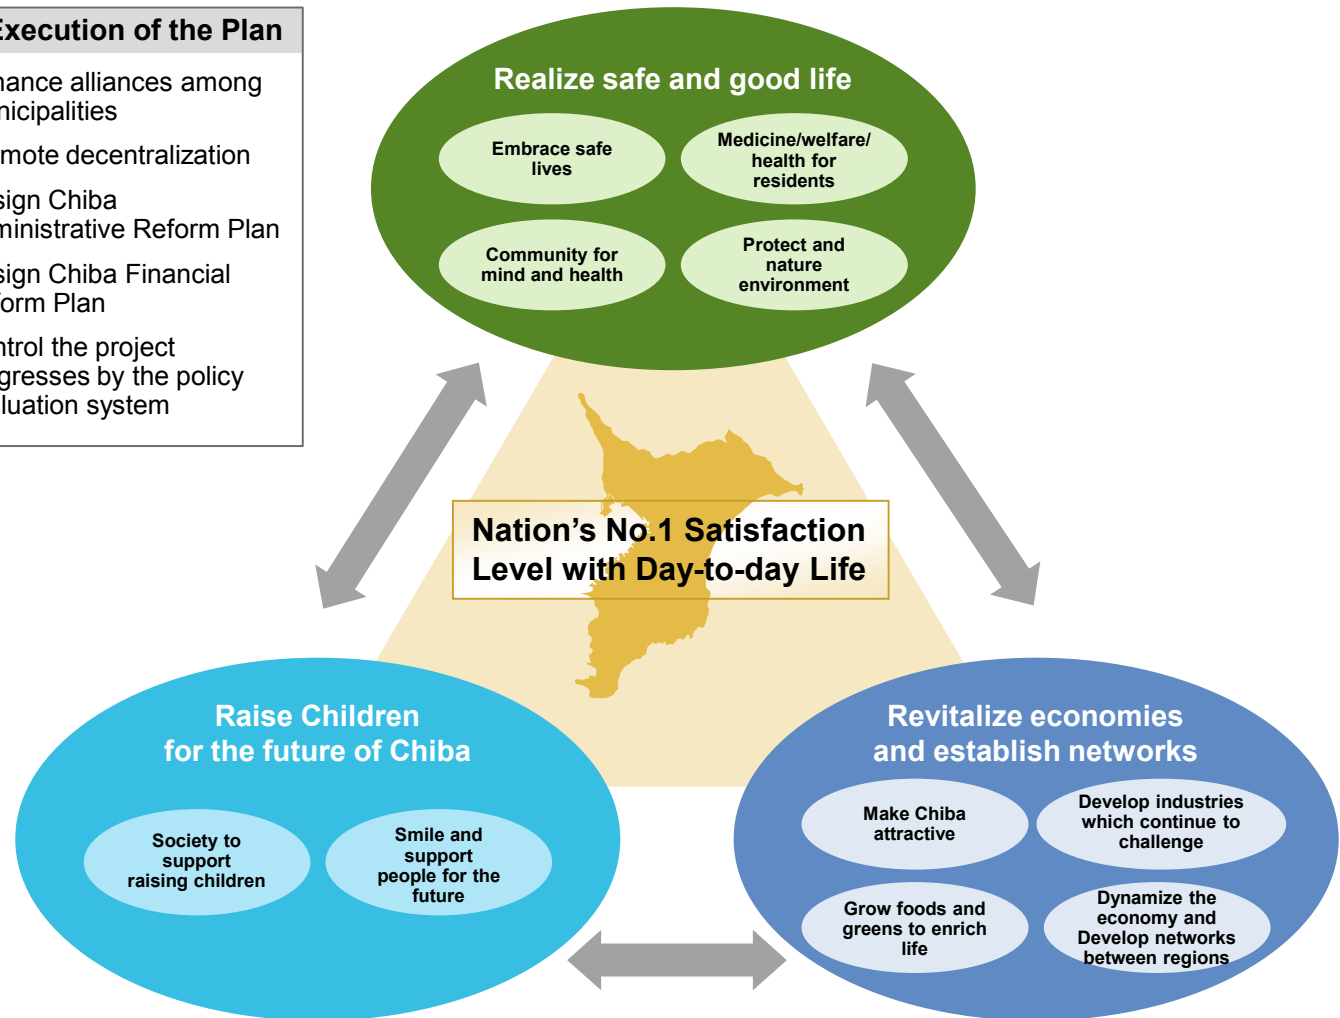 Execution of the Plan
hance alliances among
nicipalities
mote decentralization
sign Chiba
ministrative Reform Plan
sign Chiba Financial
form Plan
ntrol the project
gresses by the policy
luation system
Realize safe and good life
Embrace safe
lives
Medicine/welfare/
health for
residents
Community for
mind and health
Protect and
nature
environment
Nation's No.1 Satisfaction
Level with Day-to-day Life
Raise Children
for the future of Chiba
Society to
support
raising children
Smile and
support
people for the
future
Revitalize economies
and establish networks
Make Chiba
attractive
Develop industries
which continue to
challenge
Grow foods and
greens to enrich
life
Dynamize the
economy and
Develop networks
between regions